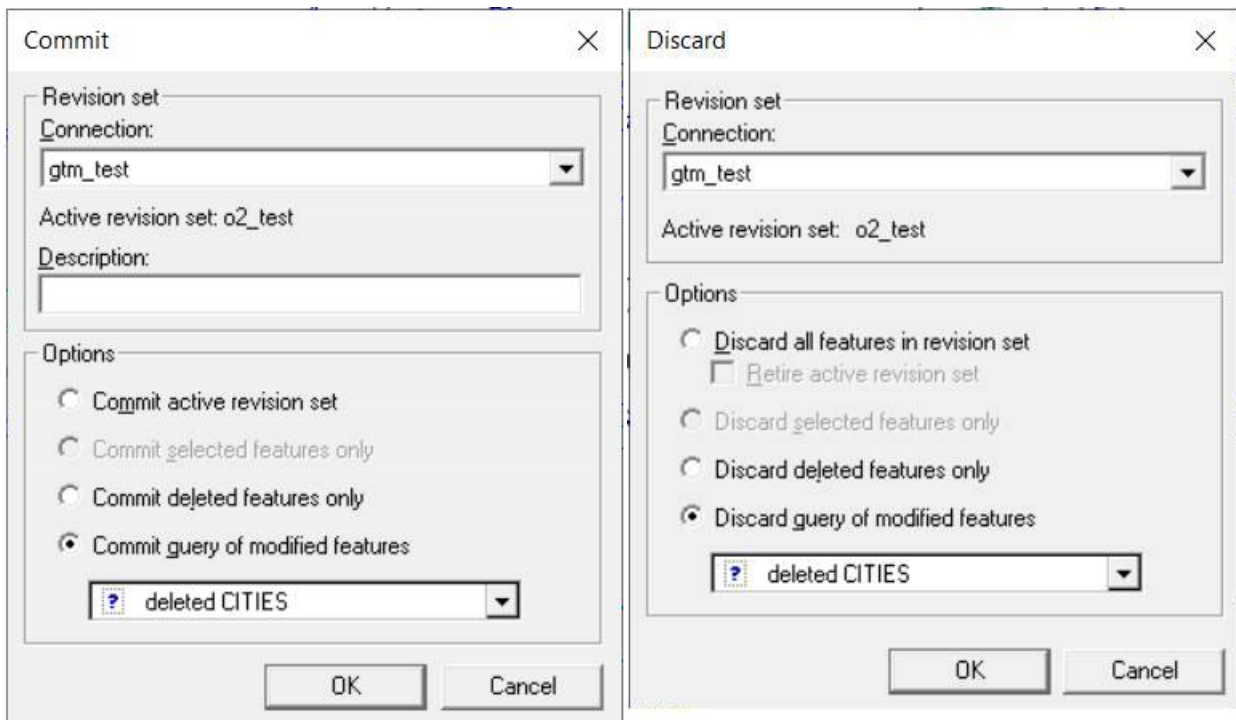 Commit
Revision set
Connection:
gtm_test
Active revision set: o2_test
Description:
Options
Commit active revision set
Commit selected features only
Commit deleted features only
Commit query of modified features
? deleted CITIES
OK Cancel
Discard
Revision set
Connection:
gtm_test
Active revision set: o2_test
Options
Discard all features in revision set
Retire active revision set
Discard selected features only
Discard deleted features only
Discard query of modified features
? deleted CITIES
OK Cancel